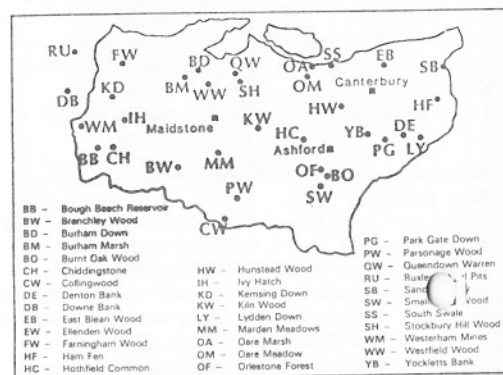 RU
FW
BD
QW
OA
SS
EB
SB
DB
KD
BM
WW
SH
OM
Canterbury
HF
WM
IH
Maidstone
KW
HW
HC
YB
DE
BB
CH
BW
MM
Ashford
PG
LY
PW
OF
BO
SW
CW
BB - Bough Beech Reservoir
BW - Brenchley Wood
BD - Burham Down
BM - Burham Marsh
BO - Burnt Oak Wood
CH - Chiddingstone
CW - Collingwood
DE - Denton Bank
DB - Downe Bank
EB - East Blean Wood
EW - Ellenden Wood
FW - Farningham Wood
HF - Ham Fen
HC - Hothfield Common
HW - Hunstead Wood
IH - Ivy Hatch
KD - Kemsing Down
KW - Kiln Wood
LY - Lydden Down
MM - Marden Meadows
OA - Oare Marsh
OM - Oare Meadow
OF - Orlestone Forest
PG - Park Gate Down
PW - Parsonage Wood
QW - Queendown Warren
RU - Pits
SB -
SW - Wood
SS - South Swale
SH - Stockbury Hill Wood
WM - Westerham Mines
WW - Westfield Wood
YB - Yockletts Bank